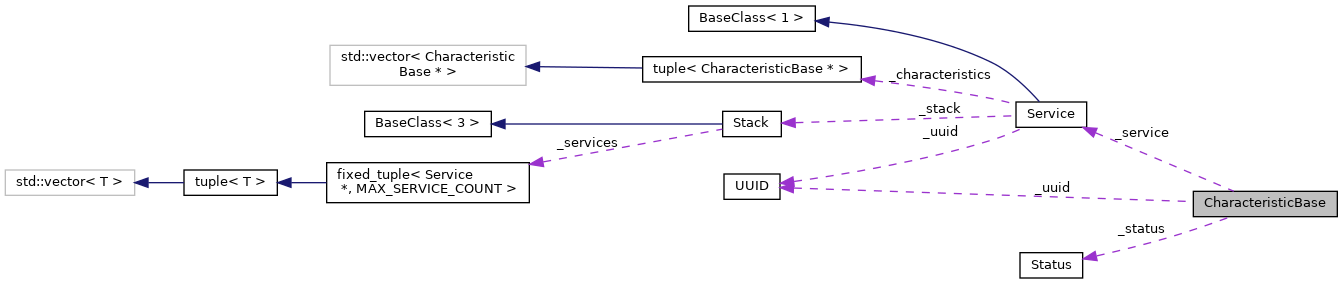 BaseClass< 1 >
std::vector< Characteristic
Base * >
tuple< CharacteristicBase * >
_characteristics
BaseClass< 3 >
Stack
_stack
Service
_uuid
_service
_services
std::vector< T >
tuple< T >
fixed_tuple< Service
*, MAX_SERVICE_COUNT >
UUID
_uuid
CharacteristicBase
_status
Status